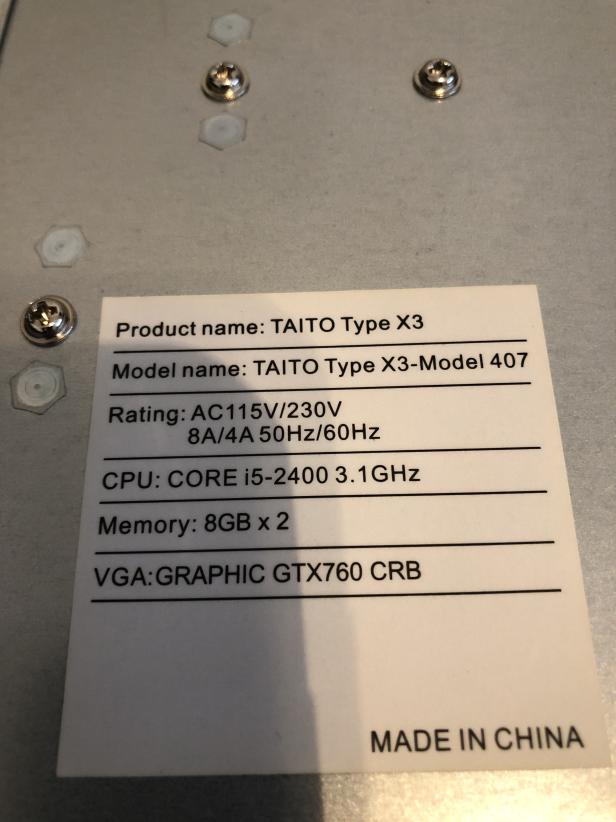 Product name: TAITO Type X3
Model name: TAITO Type X3-Model 407
Rating: AC115V/230V
8A/4A 50Hz/60Hz
CPU: CORE i5-2400 3.1GHz
Memory: 8GB x 2
VGA:GRAPHIC GTX760 CRB
MADE IN CHINA